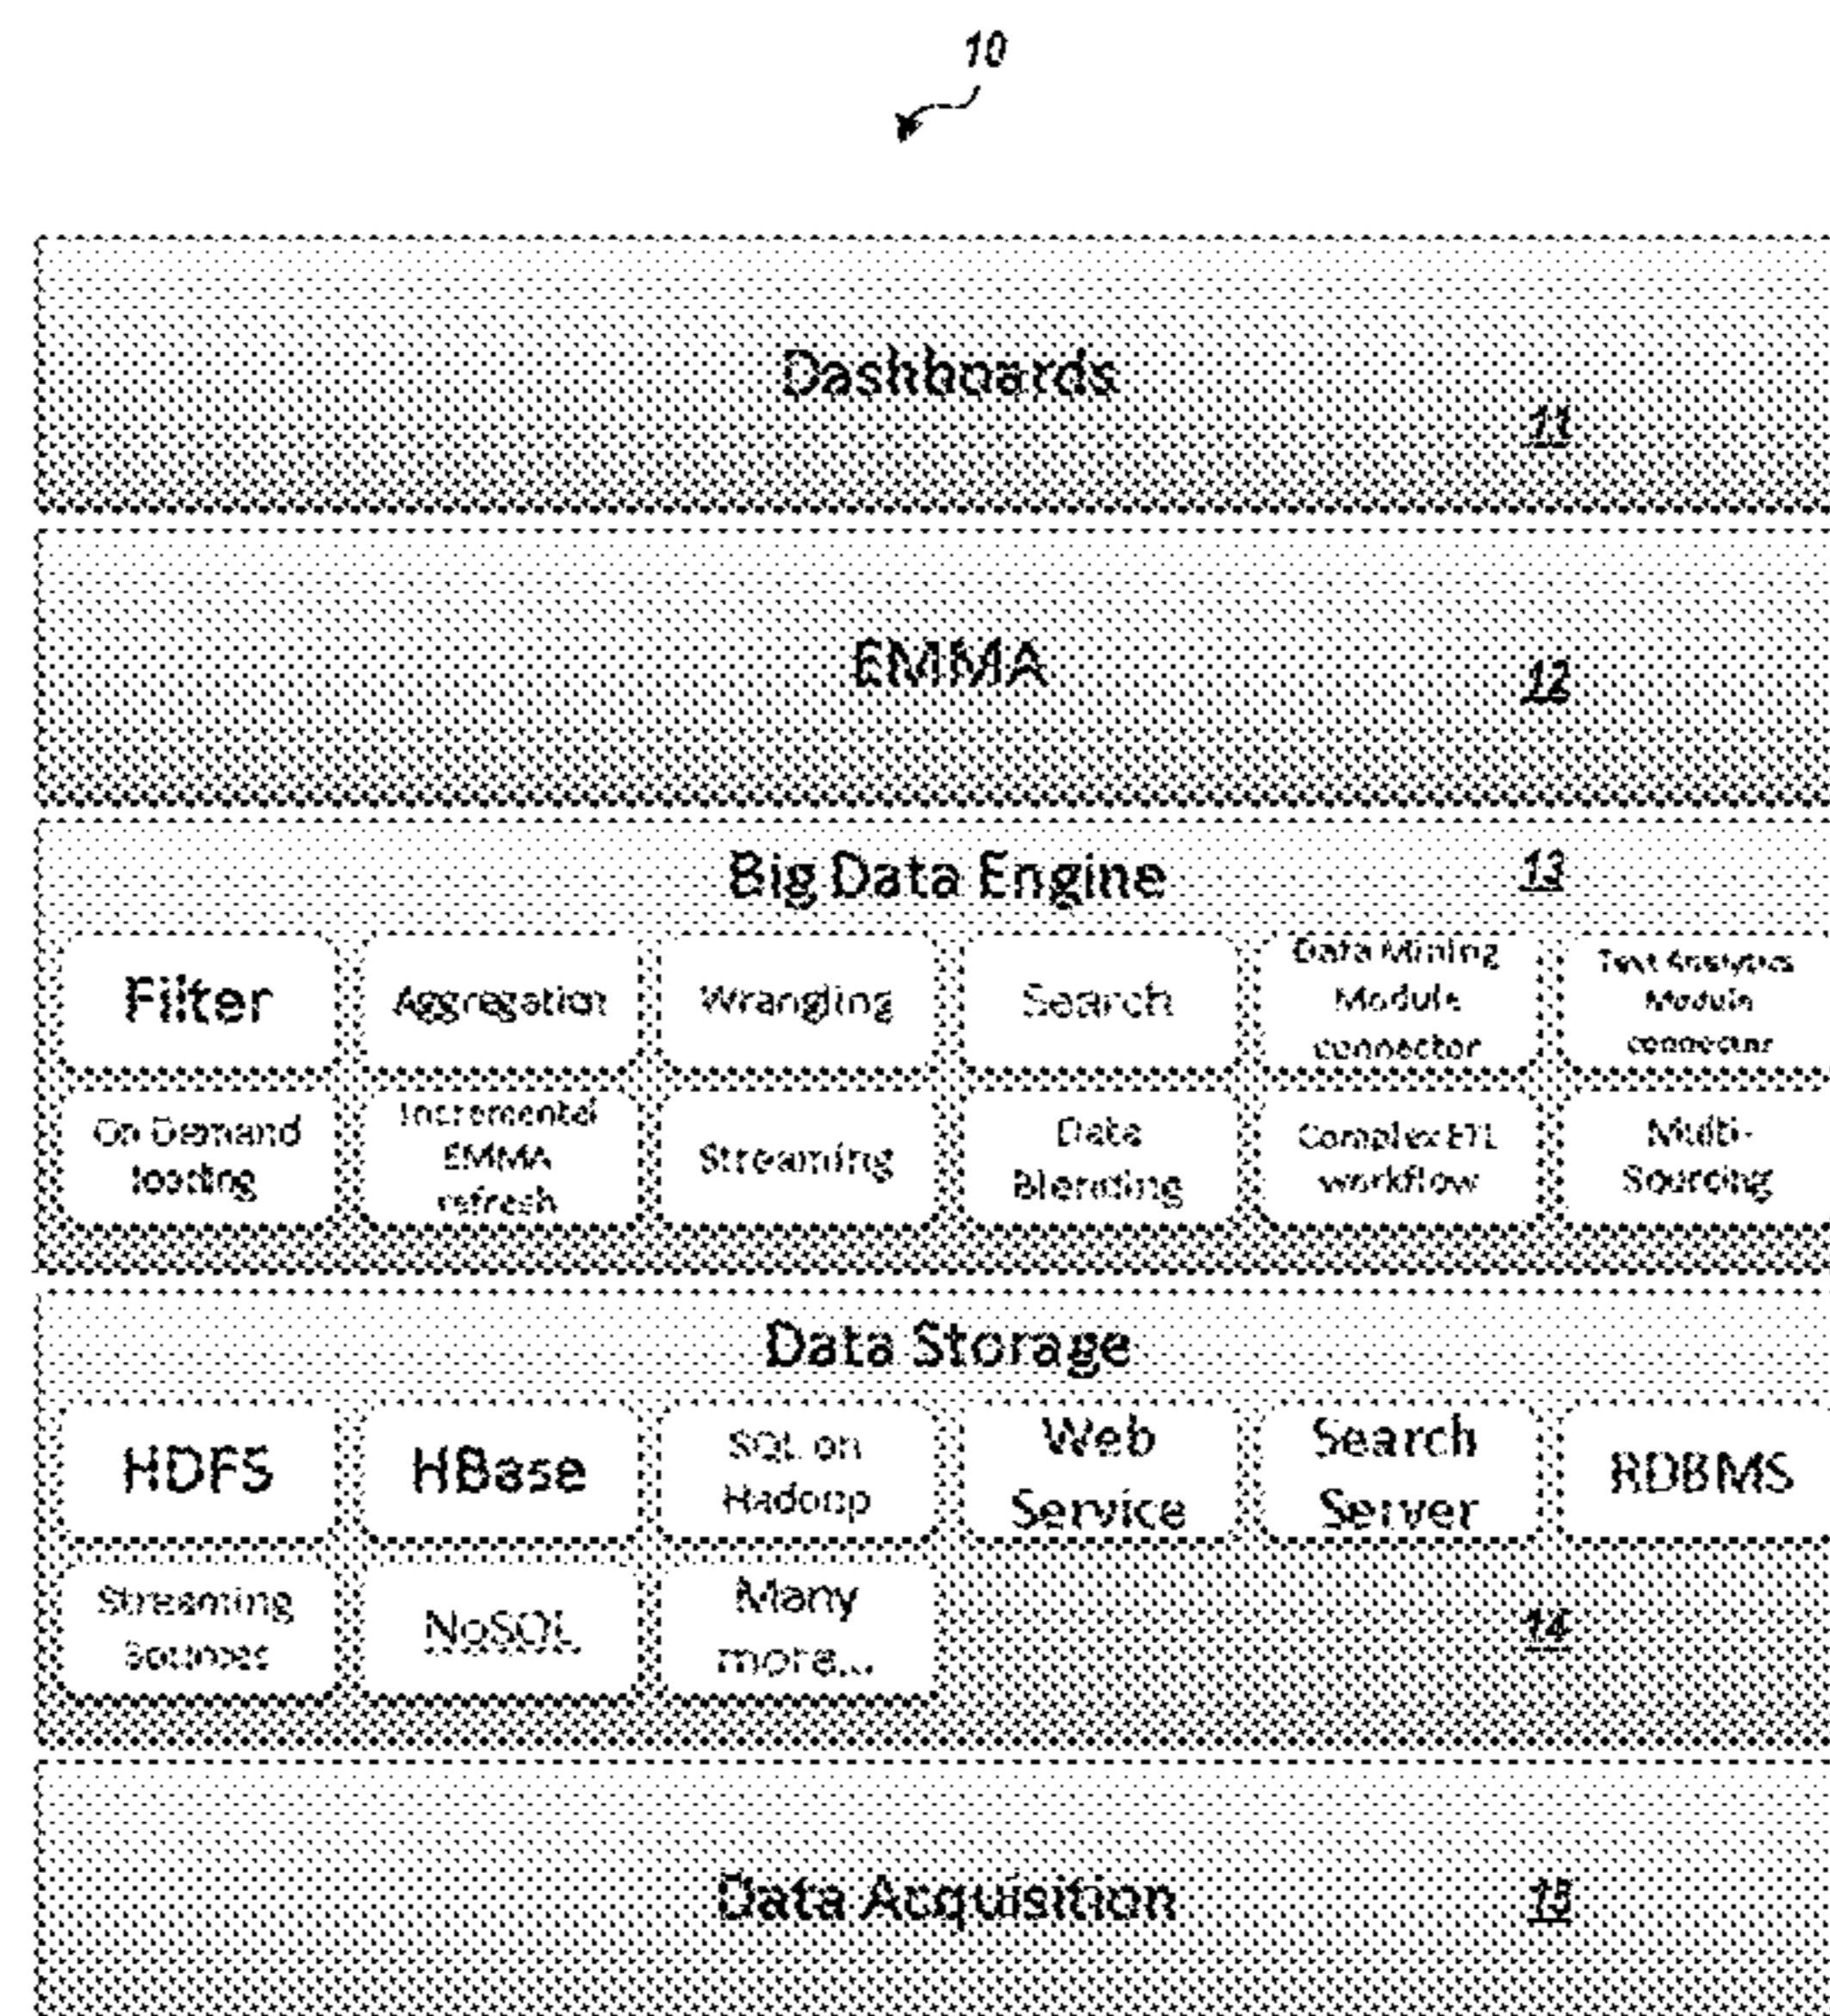 10
Dashboards
11
EMMA
12
Big Data Engine
13
Filter
Aggregation
Wrangling
Search
Data Mining
Module
connector
Text Analytics
Module
connector
On Demand
loading
Incremental
EMMA
refresh
Streaming
Data
Blending
Complex ETL
workflow
Multi-
Sourcing
Data Storage
HDFS
HBase
SQL on
Hadoop
Web
Service
Search
Server
RDBMS
Streaming
Sources
NoSQL
Many
more...
14
Data Acquisition
15